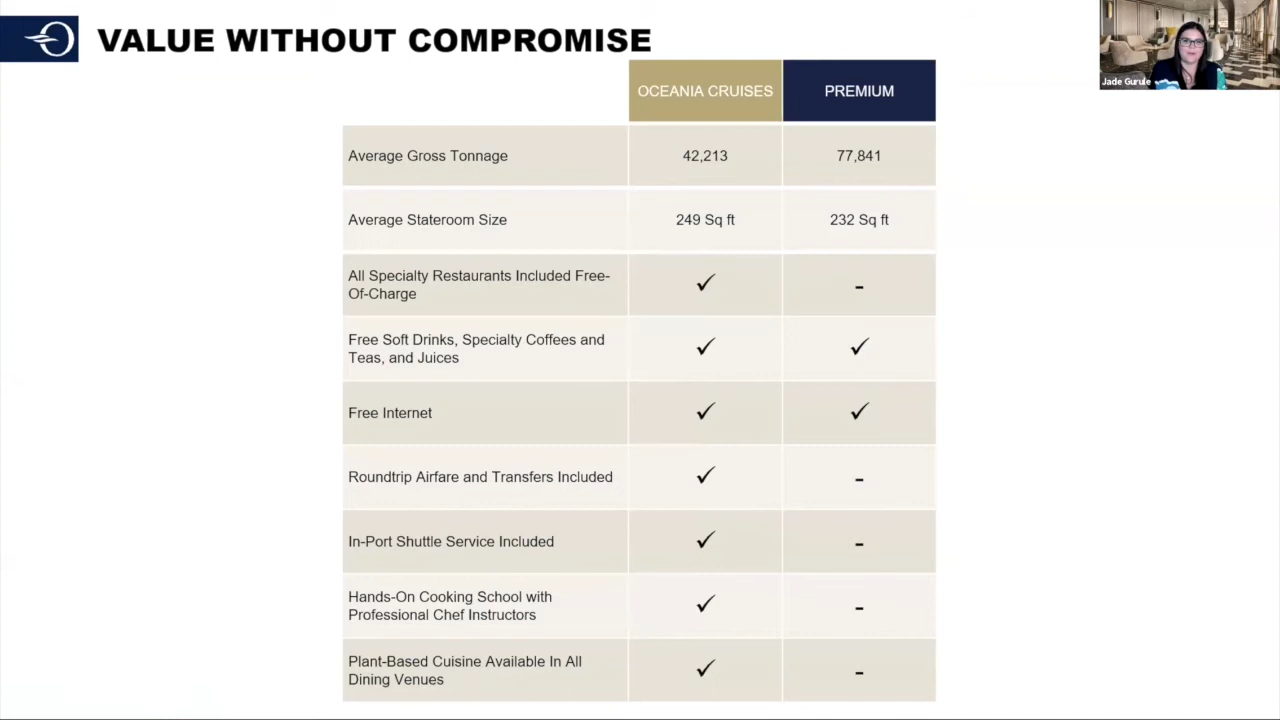 VALUE WITHOUT COMPROMISE
Jade Gurule
OCEANIA CRUISES PREMIUM
Average Gross Tonnage 42,213 77,841
Average Stateroom Size 249 Sq ft 232 Sq ft
All Specialty Restaurants Included Free-
Of-Charge ✓ -
Free Soft Drinks, Specialty Coffees and
Teas, and Juices ✓ ✓
Free Internet ✓ ✓
Roundtrip Airfare and Transfers Included ✓ -
In-Port Shuttle Service Included ✓ -
Hands-On Cooking School with
Professional Chef Instructors ✓ -
Plant-Based Cuisine Available In All
Dining Venues ✓ -